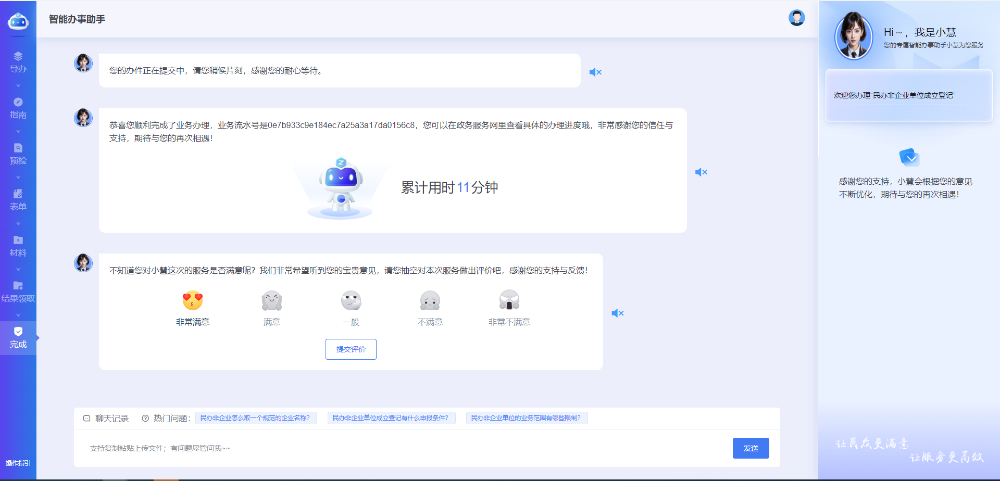 智能办事助手
导办
指南
预检
表单
材料
结果领取
完成
操作指引
您的办件正在提交中，请您稍候片刻，感谢您的耐心等待。
恭喜您顺利完成了业务办理，业务流水号是0e7b933c9e184ec7a25a3a17da0156c8，您可以在政务服务网里查看具体的办理进度哦，非常感谢您的信任与
支持，期待与您的再次相遇！
累计用时11分钟
不知道您对小慧这次的服务是否满意呢？我们非常希望听到您的宝贵意见，请您抽空对本次服务做出评价吧，感谢您的支持与反馈！
非常满意
满意
一般
不满意
非常不满意
提交评价
聊天记录
热门问题：
民办非企业怎么取一个规范的企业名称？
民办非企业单位成立登记有什么申报条件？
民办非企业单位的业务范围有哪些限制？
支持复制粘贴上传文件；有问题尽管问我~~
发送
Hi~，我是小慧
您的专属智能办事助手小慧为您服务
欢迎您办理“民办非企业单位成立登记”
感谢您的支持，小慧会根据您的意见
不断优化，期待与您的再次相遇！
让民众更满意
让服务更高效